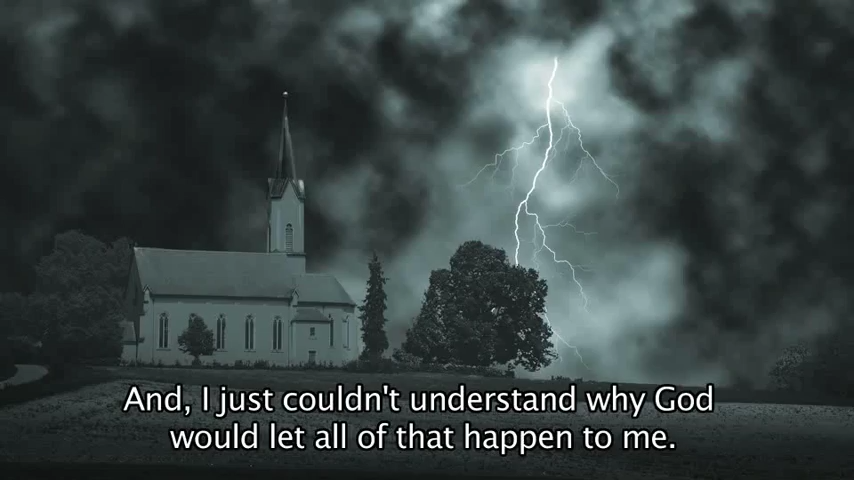 And, I just couldn't understand why God
would let all of that happen to me.